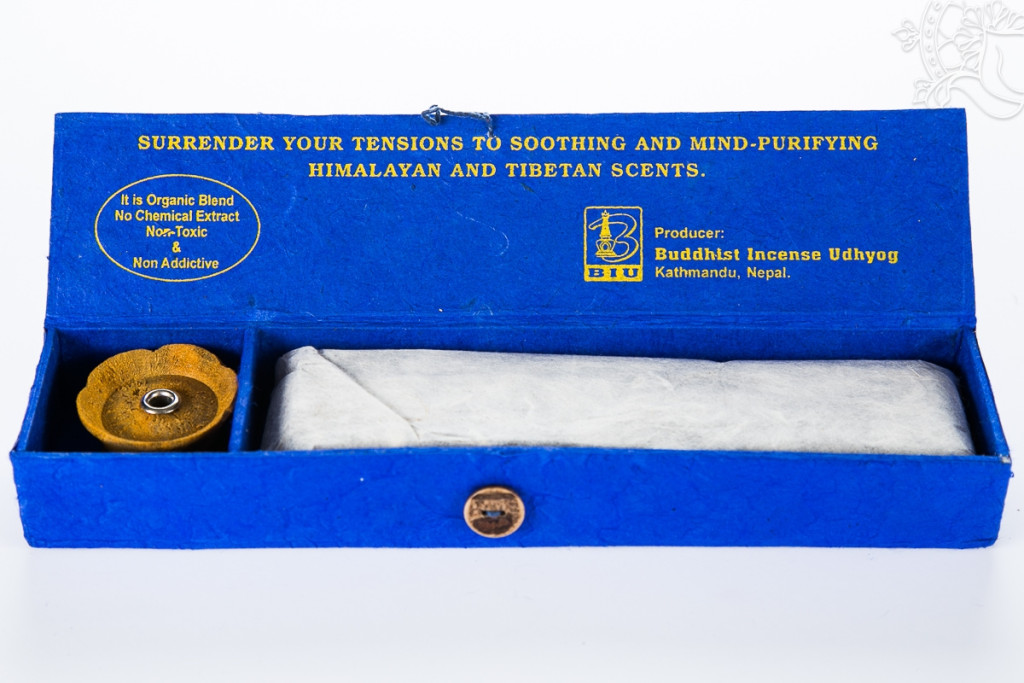 SURRENDER YOUR TENSIONS TO SOOTHING AND MIND-PURIFYING
HIMALAYAN AND TIBETAN SCENTS.
It is Organic Blend
No Chemical Extract
Non-Toxic
&
Non Addictive
B
BIU
Producer:
Buddhist Incense Udhyog
Kathmandu, Nepal.